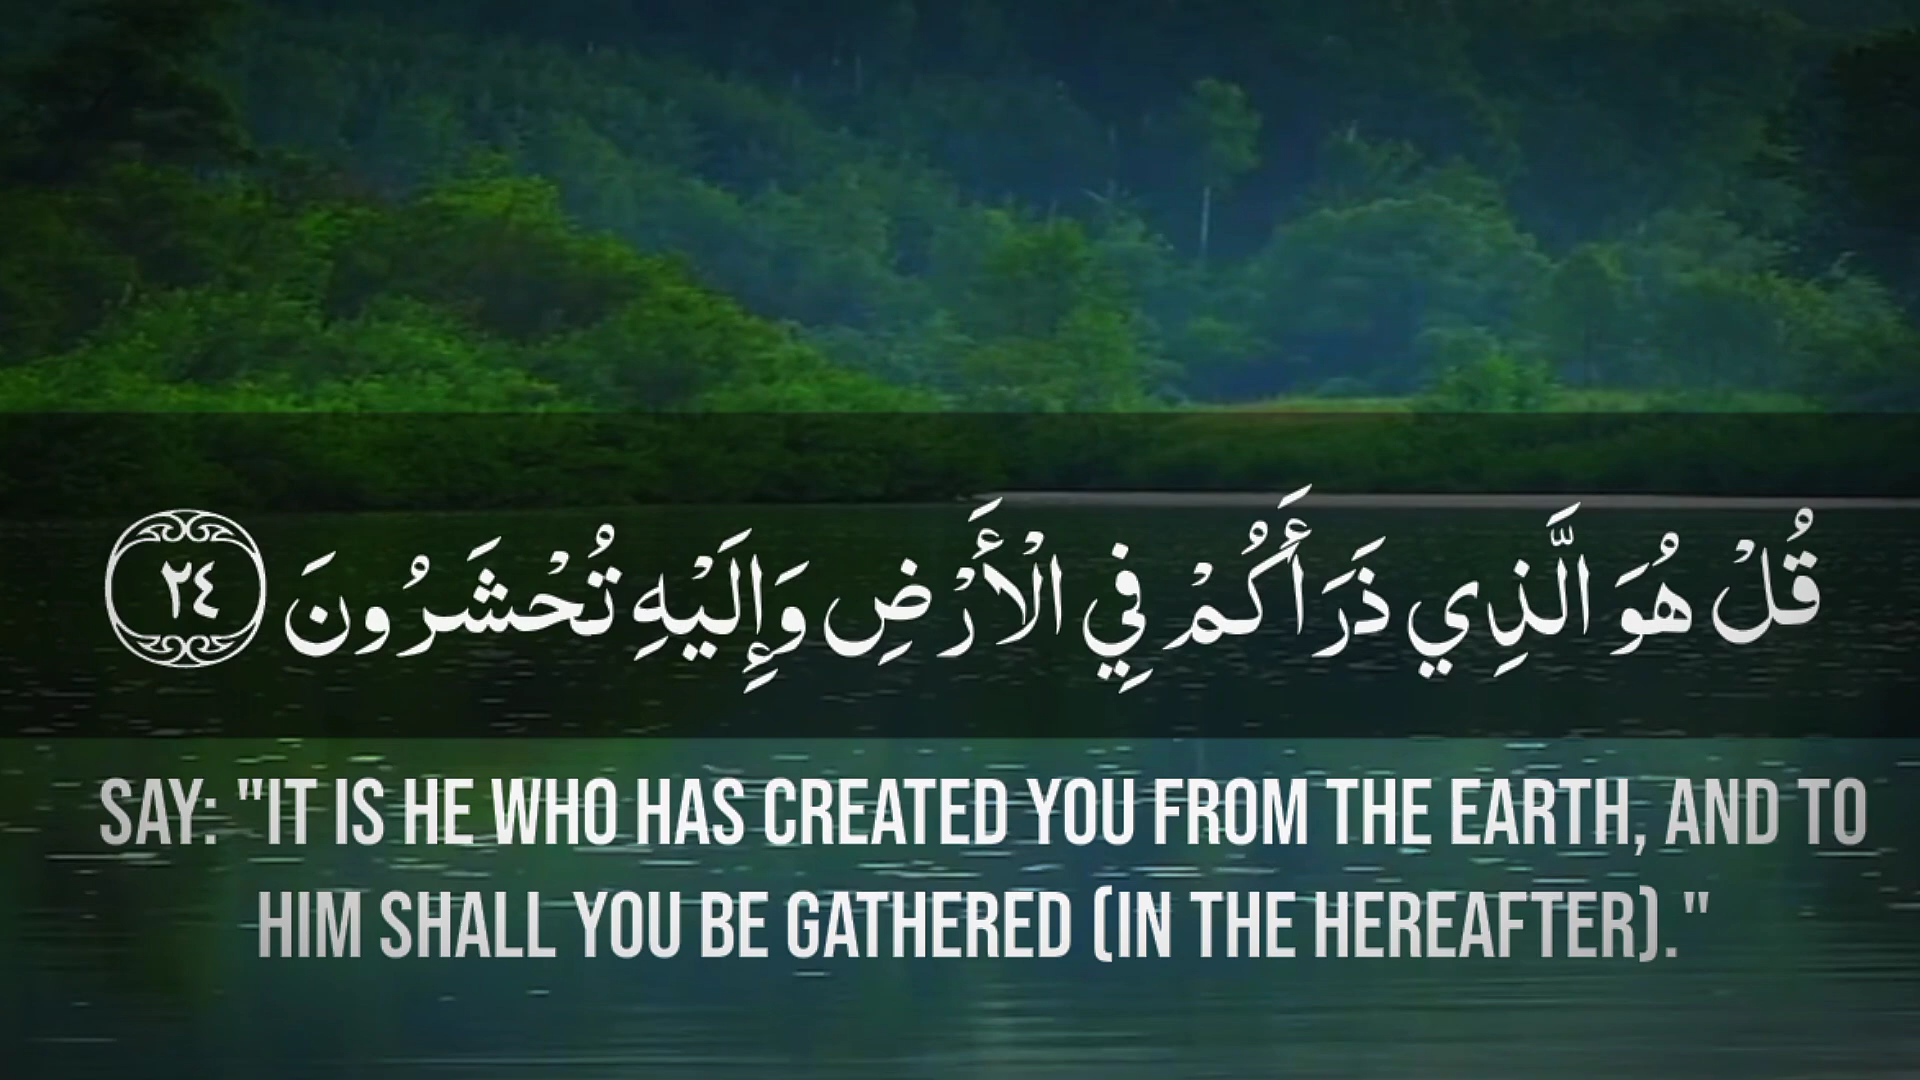 قُلْ هُوَ الَّذِي ذَرَأَكُمْ فِي الْأَرْضِ وَإِلَيْهِ تُحْشَرُونَ ٢٤
SAY: "IT IS HE WHO HAS CREATED YOU FROM THE EARTH, AND TO
HIM SHALL YOU BE GATHERED (IN THE HEREAFTER)."